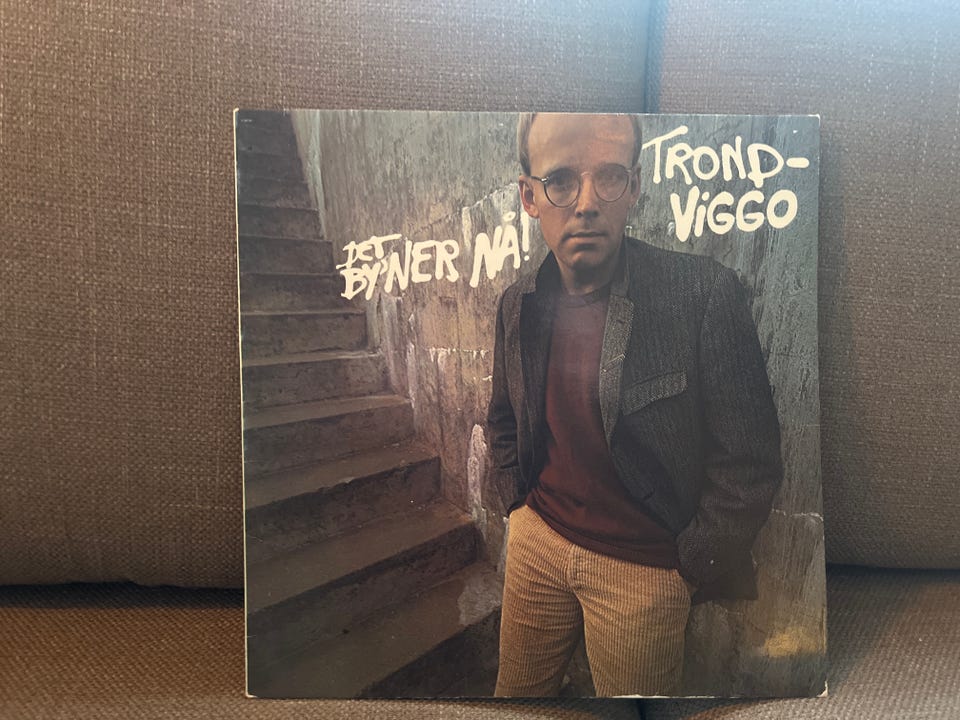 TROND-
ViGGO
DET
BY'NER NÅ!